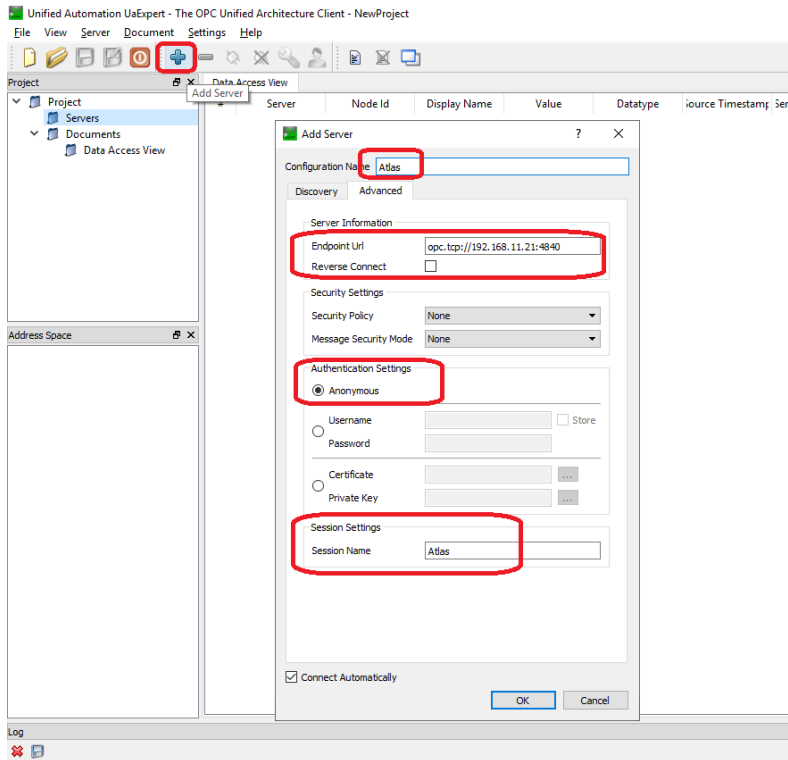 Unified Automation UaExpert - The OPC Unified Architecture Client - NewProject
File View Server Document Settings Help
Project
Data Access View
Add Server
# Server Node Id Display Name Value Datatype
Project
Servers
Documents
Data Access View
Add Server ?
Configuration Name Atlas
Discovery Advanced
Server Information
Endpoint Url opc.tcp://192.168.11.21:4840
Reverse Connect
Security Settings
Security Policy None
Message Security Mode None
Authentication Settings
Anonymous
Username Store
Password
Certificate ...
Private Key ...
Session Settings
Session Name Atlas
Connect Automatically
OK Cancel
Address Space
Log